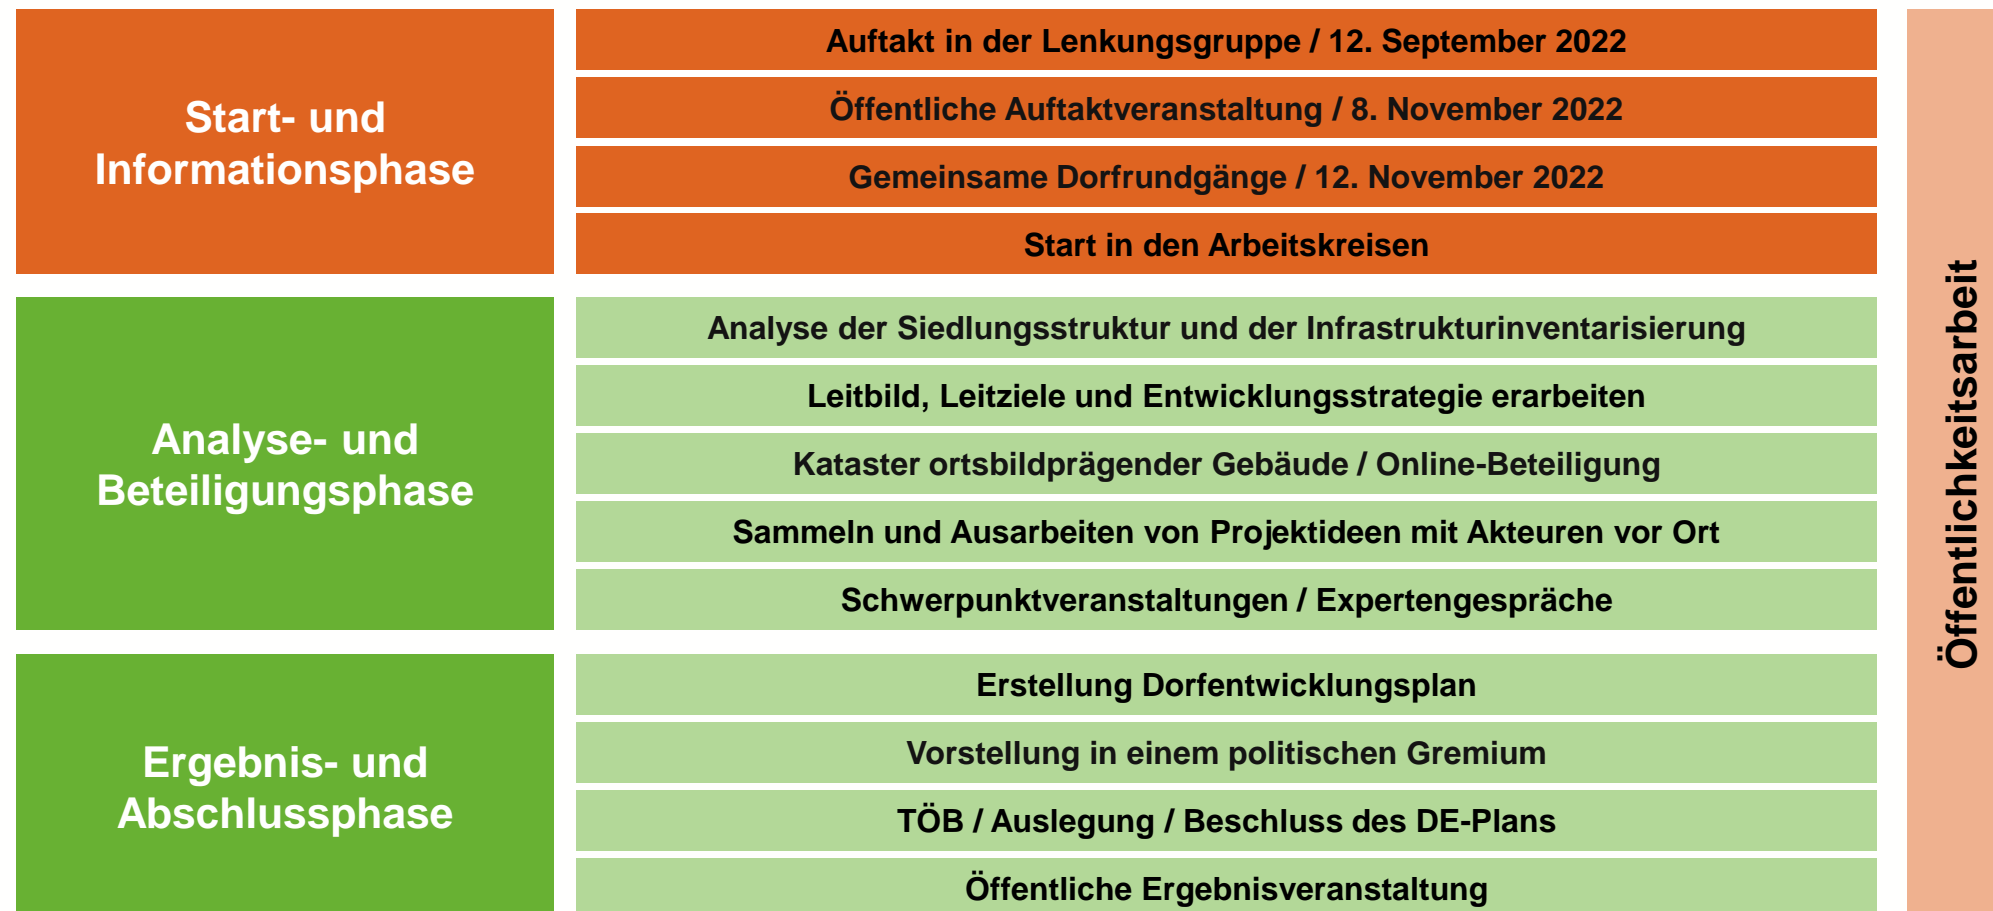 Start- und
Informationsphase
Auftakt in der Lenkungsgruppe / 12. September 2022
Öffentliche Auftaktveranstaltung / 8. November 2022
Gemeinsame Dorfrundgänge / 12. November 2022
Start in den Arbeitskreisen
Analyse- und
Beteiligungsphase
Analyse der Siedlungsstruktur und der Infrastrukturinventarisierung
Leitbild, Leitziele und Entwicklungsstrategie erarbeiten
Kataster ortsbildprägender Gebäude / Online-Beteiligung
Sammeln und Ausarbeiten von Projektideen mit Akteuren vor Ort
Schwerpunktveranstaltungen / Expertengespräche
Ergebnis- und
Abschlussphase
Erstellung Dorfentwicklungsplan
Vorstellung in einem politischen Gremium
TÖB / Auslegung / Beschluss des DE-Plans
Öffentliche Ergebnisveranstaltung
Öffentlichkeitsarbeit